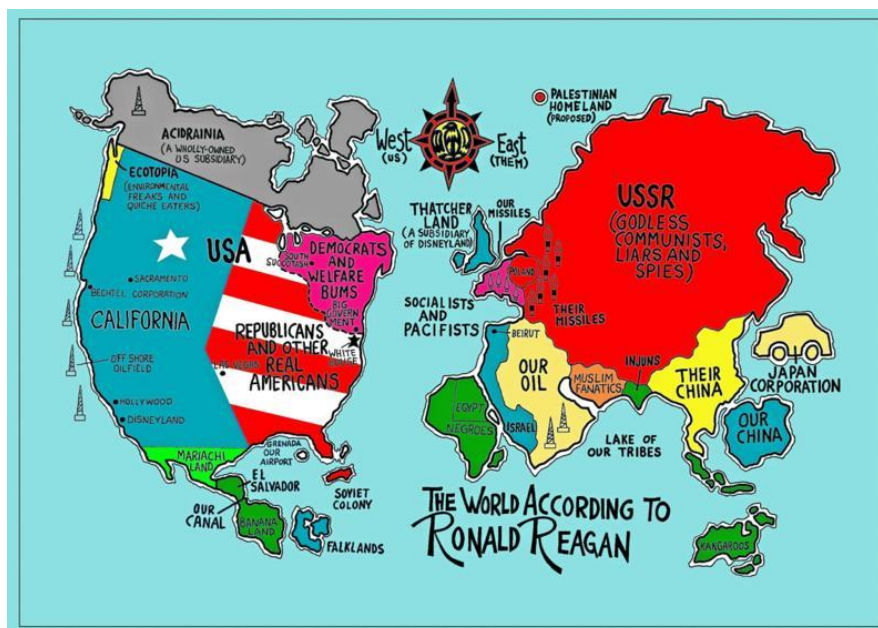 ACIDRAINIA
(A WHOLLY-OWNED
US SUBSIDIARY)
ECOTOPIA
(ENVIRONMENTAL
FREAKS AND
QUICHE EATERS)
USA
SACRAMENTO
BECHTEL CORPORATION
CALIFORNIA
OFF SHORE
OILFIELD
HOLLYWOOD
DISNEYLAND
SOUTH
SUCCOTASH
DEMOCRATS
AND
WELFARE
BUMS
BIG
GOVERN
MENT
REPUBLICANS
AND OTHER
REAL
AMERICANS
LAS VEGAS
WHITE
HOUSE
MARIACHI
LAND
GRENADA
OUR
AIRPORT
EL
SALVADOR
SOVIET
COLONY
OUR
CANAL
BANANA
LAND
FALKLANDS
West
(US)
East
(THEM)
PALESTINIAN
HOMELAND
(PROPOSED)
THATCHER
LAND
(A SUBSIDIARY
OF DISNEYLAND)
OUR
MISSILES
USSR
(GODLESS
COMMUNISTS,
LIARS AND
SPIES)
POLAND
SOCIALISTS
AND
PACIFISTS
THEIR
MISSILES
BEIRUT
OUR
OIL
MUSLIM
FANATICS
INJUNS
THEIR
CHINA
JAPAN
CORPORATION
EGYPT
NEGROES
ISRAEL
LAKE OF
OUR TRIBES
OUR
CHINA
KANGAROOS
THE WORLD ACCORDING TO
RONALD REAGAN